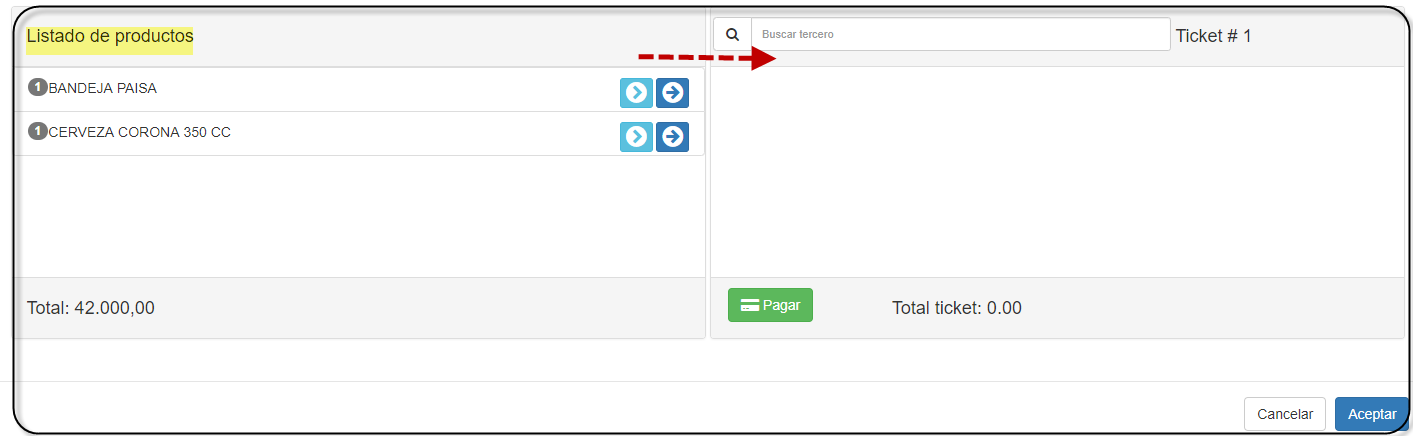 Listado de productos
1 BANDEJA PAISA
1 CERVEZA CORONA 350 CC
Total: 42.000,00
Buscar tercero
Ticket # 1
Pagar
Total ticket: 0.00
Cancelar
Aceptar